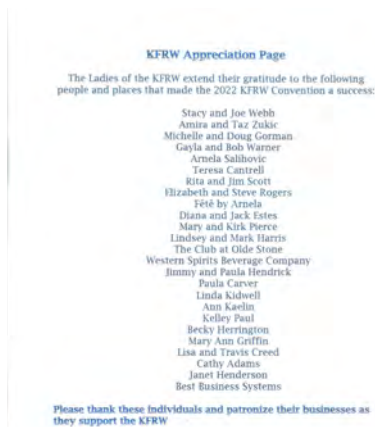 KFRW Appreciation Page
The Ladies of the KFRW extend their gratitude to the following
people and places that made the 2022 KFRW Convention a success:
Stacy and Joe Webb
Amira and Taz Zukic
Michelle and Doug Gorman
Gayla and Bob Warner
Arnela Salihovic
Teresa Cantrell
Rita and Jim Scott
Elizabeth and Steve Rogers
Fêté by Arnela
Diana and Jack Estes
Mary and Kirk Pierce
Lindsey and Mark Harris
The Club at Olde Stone
Western Spirits Beverage Company
Jimmy and Paula Hendrick
Paula Carver
Linda Kidwell
Ann Kaelin
Kelley Paul
Becky Herrington
Mary Ann Griffin
Lisa and Travis Creed
Cathy Adams
Janet Henderson
Best Business Systems
Please thank these individuals and patronize their businesses as
they support the KFRW